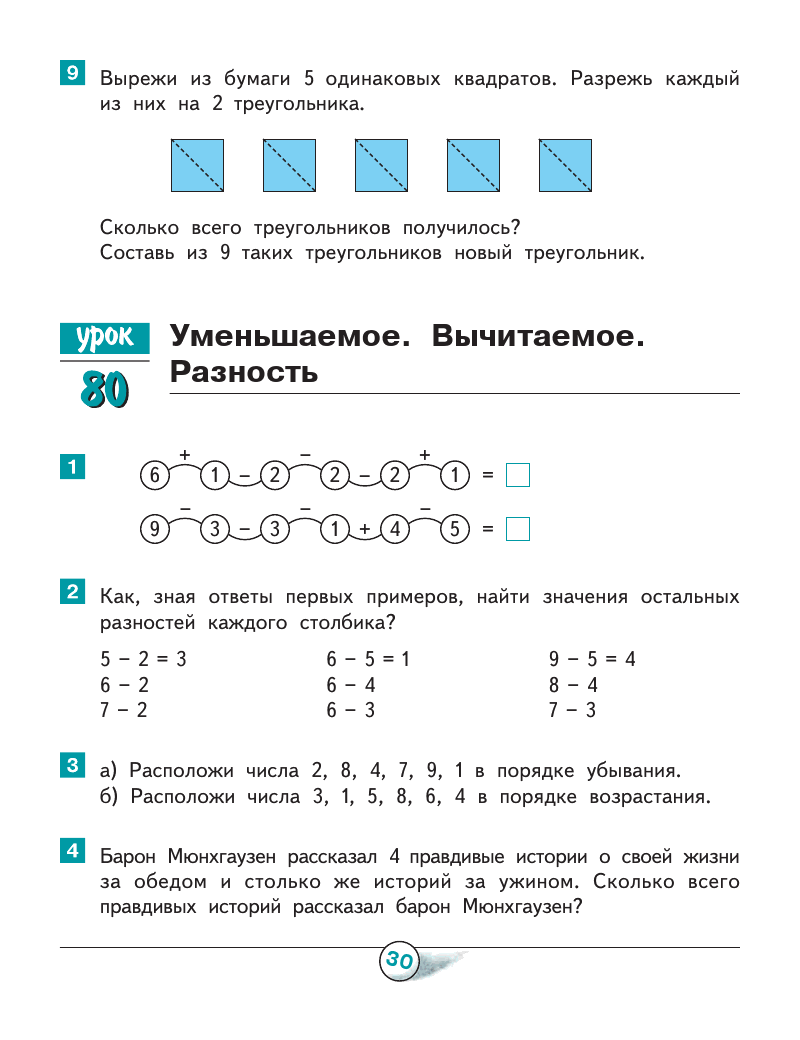 9 Вырежи из бумаги 5 одинаковых квадратов. Разрежь каждый
из них на 2 треугольника.
Сколько всего треугольников получилось?
Составь из 9 таких треугольников новый треугольник.
урок
80
Уменьшаемое. Вычитаемое.
Разность
1 6 + 1 – 2 – 2 – 2 + 1 =
9 – 3 – 3 – 1 + 4 – 5 =
2 Как, зная ответы первых примеров, найти значения остальных
разностей каждого столбика?
5 – 2 = 3 6 – 5 = 1 9 – 5 = 4
6 – 2 6 – 4 8 – 4
7 – 2 6 – 3 7 – 3
3 а) Расположи числа 2, 8, 4, 7, 9, 1 в порядке убывания.
б) Расположи числа 3, 1, 5, 8, 6, 4 в порядке возрастания.
4 Барон Мюнхгаузен рассказал 4 правдивые истории о своей жизни
за обедом и столько же историй за ужином. Сколько всего
правдивых историй рассказал барон Мюнхгаузен?
30